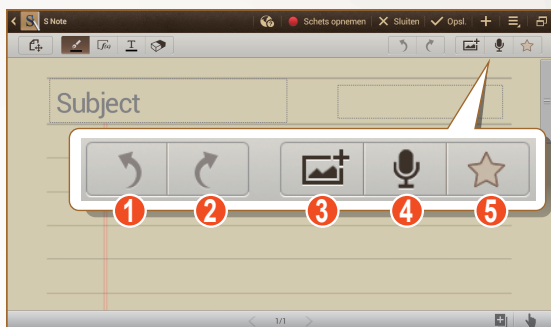 S Note
Schets opnemen
Sluiten
Opsl.
f(x)
T
Subject
1
2
3
4
5
1/1